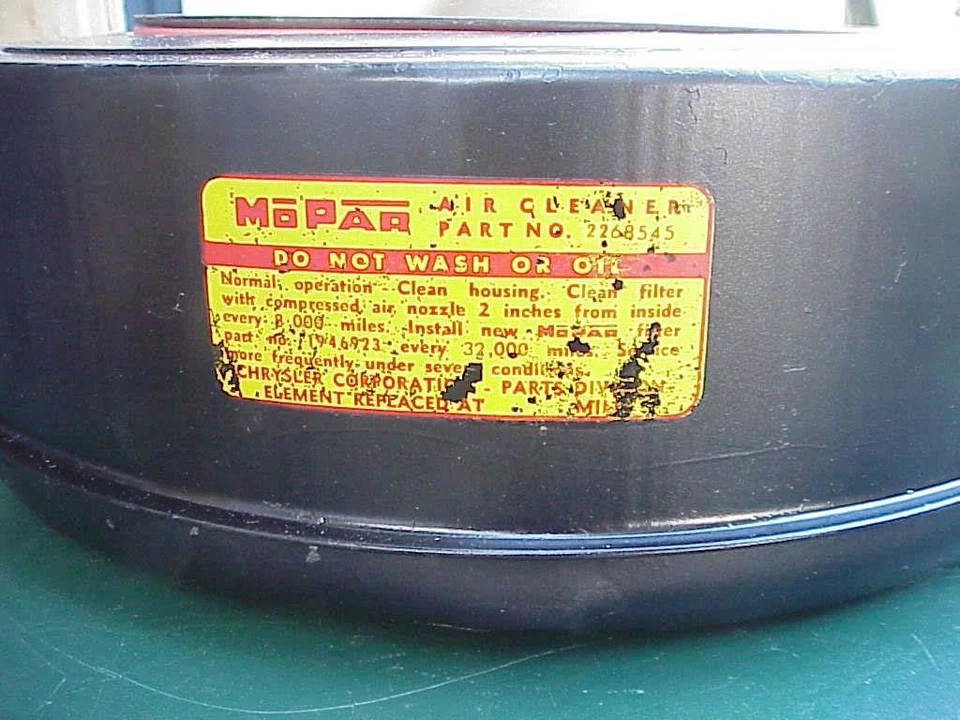 MOPAR AIR CLEANER
PART NO. 2268545
DO NOT WASH OR OIL
Normal operation - Clean housing. Clean filter
with compressed air nozzle 2 inches from inside
every 8,000 miles. Install new MOPAR filter
part no. 1946923 every 32,000 miles. Service
more frequently under severe conditions.
CHRYSLER CORPORATION - PARTS DIVISION
ELEMENT REPLACED AT MILES